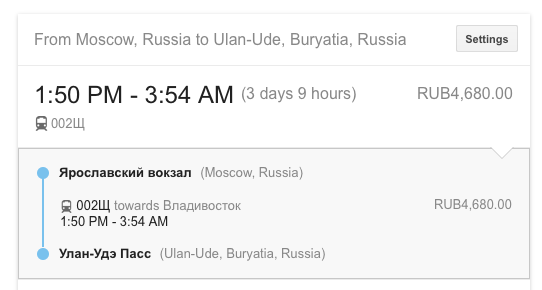 From Moscow, Russia to Ulan-Ude, Buryatia, Russia Settings
1:50 PM - 3:54 AM (3 days 9 hours) RUB4,680.00
002Щ
Ярославский вокзал (Moscow, Russia)
002Щ towards Владивосток RUB4,680.00
1:50 PM - 3:54 AM
Улан-Удэ Пасс (Ulan-Ude, Buryatia, Russia)